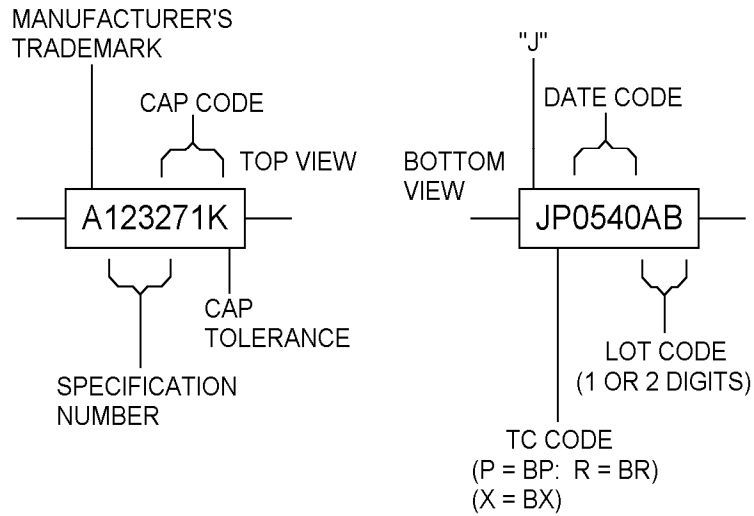 MANUFACTURER'S
TRADEMARK
CAP CODE
TOP VIEW
A123271K
CAP
TOLERANCE
SPECIFICATION
NUMBER
"J"
DATE CODE
BOTTOM
VIEW
JP0540AB
LOT CODE
(1 OR 2 DIGITS)
TC CODE
(P = BP: R = BR)
(X = BX)